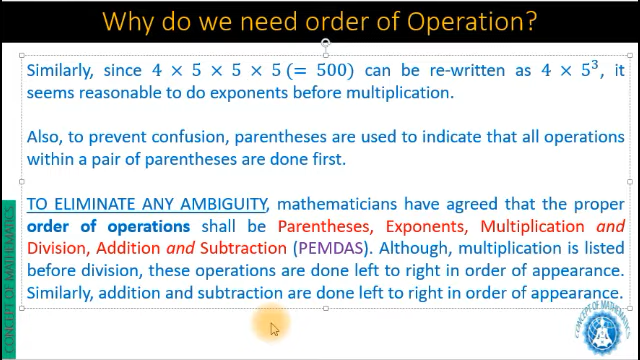 Why do we need order of Operation?
Similarly, since 4 × 5 × 5 × 5 (= 500) can be re-written as 4 × 5³, it
seems reasonable to do exponents before multiplication.
Also, to prevent confusion, parentheses are used to indicate that all operations
within a pair of parentheses are done first.
TO ELIMINATE ANY AMBIGUITY, mathematicians have agreed that the proper
order of operations shall be Parentheses, Exponents, Multiplication and
Division, Addition and Subtraction (PEMDAS). Although, multiplication is listed
before division, these operations are done left to right in order of appearance.
Similarly, addition and subtraction are done left to right in order of appearance.
CONCEPT OF MATHEMATICS
CONCEPT OF MATHEMATICS